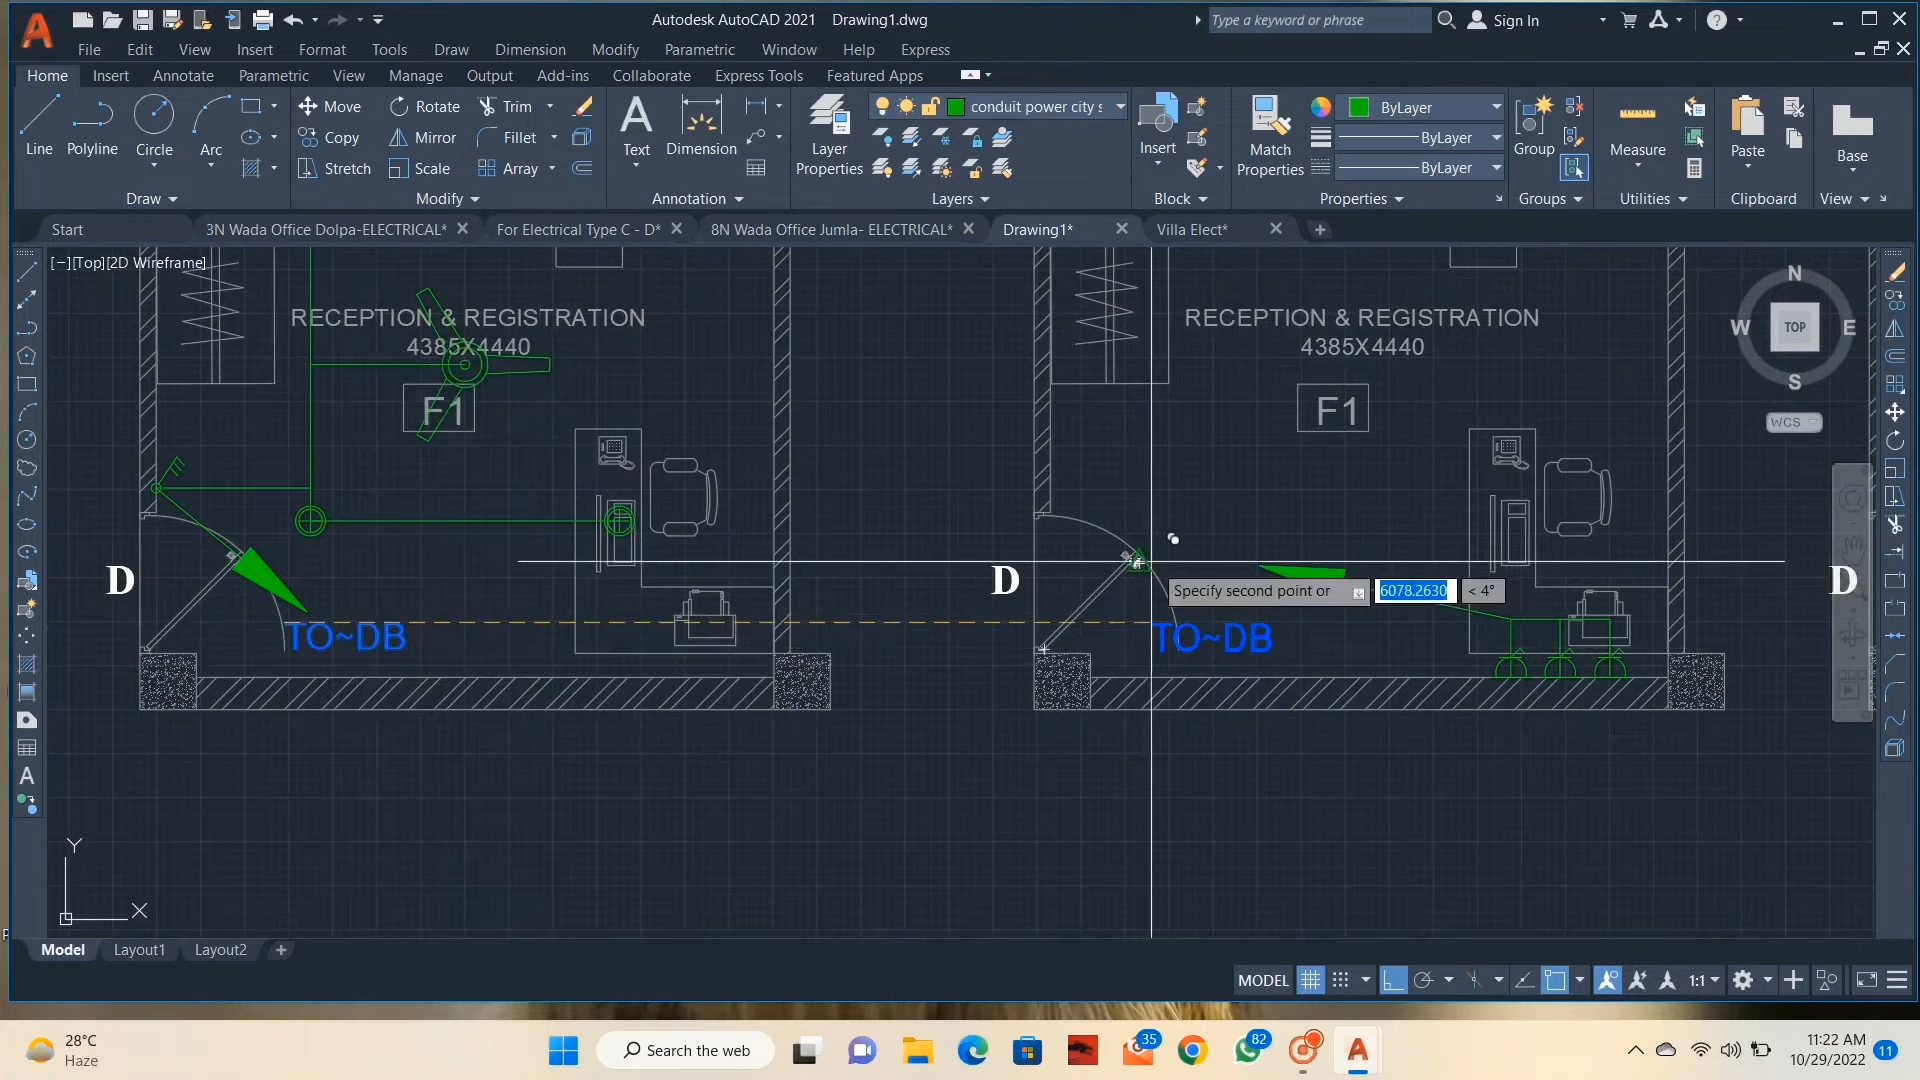 Autodesk AutoCAD 2021 Drawing1.dwg
Type a keyword or phrase
Sign In
File Edit View Insert Format Tools Draw Dimension Modify Parametric Window Help Express
Home Insert Annotate Parametric View Manage Output Add-ins Collaborate Express Tools Featured Apps
Move Rotate Trim
conduit power city s
ByLayer
Copy Mirror Fillet
ByLayer
Line Polyline Circle Arc Text Dimension Layer Properties Insert Match Properties Group Measure Paste Base
Stretch Scale Array
ByLayer
Draw Modify Annotation Layers Block Properties Groups Utilities Clipboard View
Start 3N Wada Office Dolpa-ELECTRICAL* For Electrical Type C - D* 8N Wada Office Jumla- ELECTRICAL* Drawing1* Villa Elect*
[−][Top][2D Wireframe]
N
W TOP E
S
WCS
RECEPTION & REGISTRATION
4385X4440
F1
D
TO~DB
RECEPTION & REGISTRATION
4385X4440
F1
D
TO~DB
D
Specify second point or 6078.2630 < 4°
Y
X
A
Model Layout1 Layout2 +
MODEL 1:1
28°C
Haze
Search the web
35
82
11:22 AM
10/29/2022
11